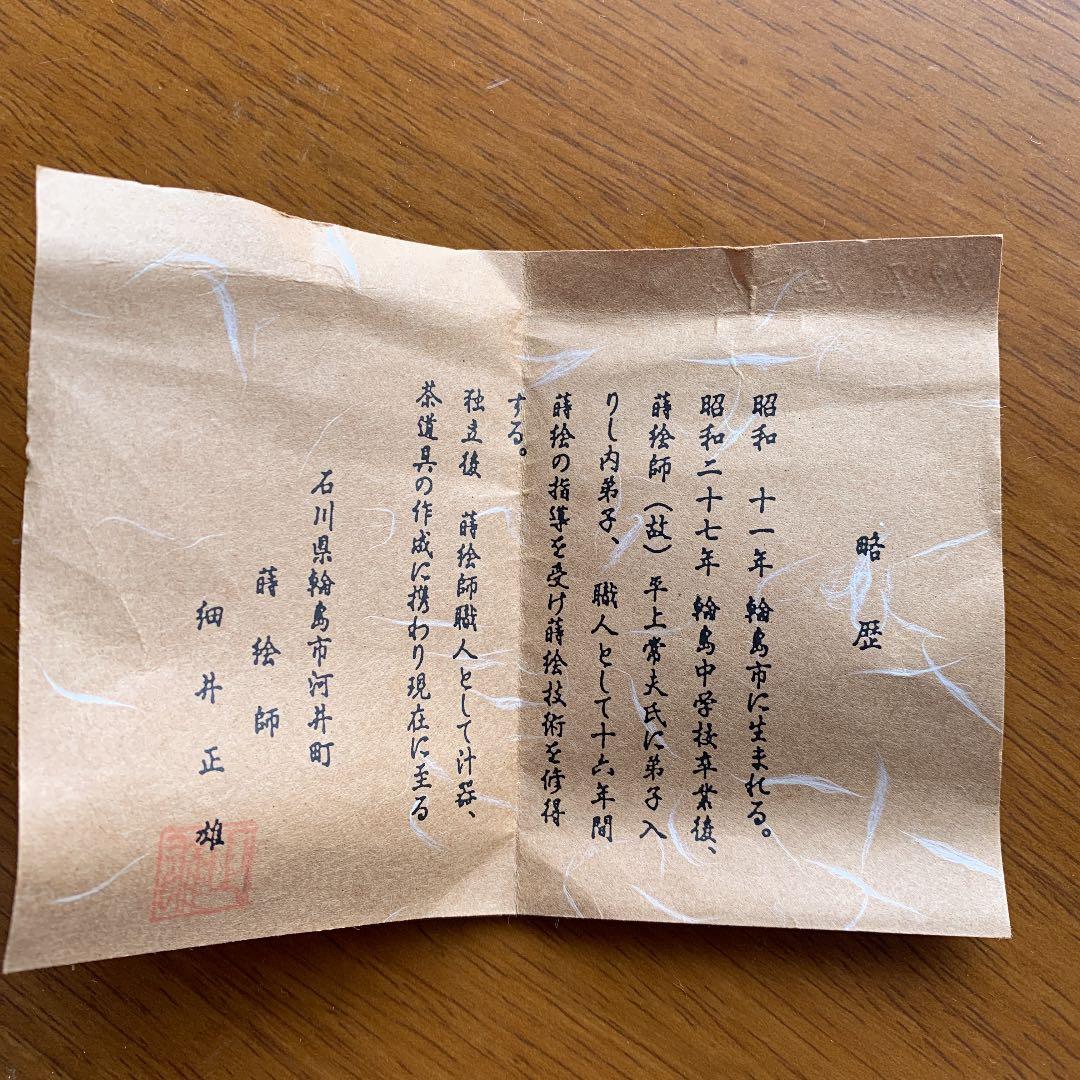 略歴
昭和 十一年 輪島市に生まれる。
昭和二十七年 輪島中学校卒業後、
蒔絵師（故） 平上常夫氏に弟子入
りし内弟子、 職人として十六年間
蒔絵の指導を受け蒔絵技術を修得
する。
独立後 蒔絵師職人として汁器、
茶道具の作成に携わり現在に至る
石川県輪島市河井町
蒔絵師
細井正雄